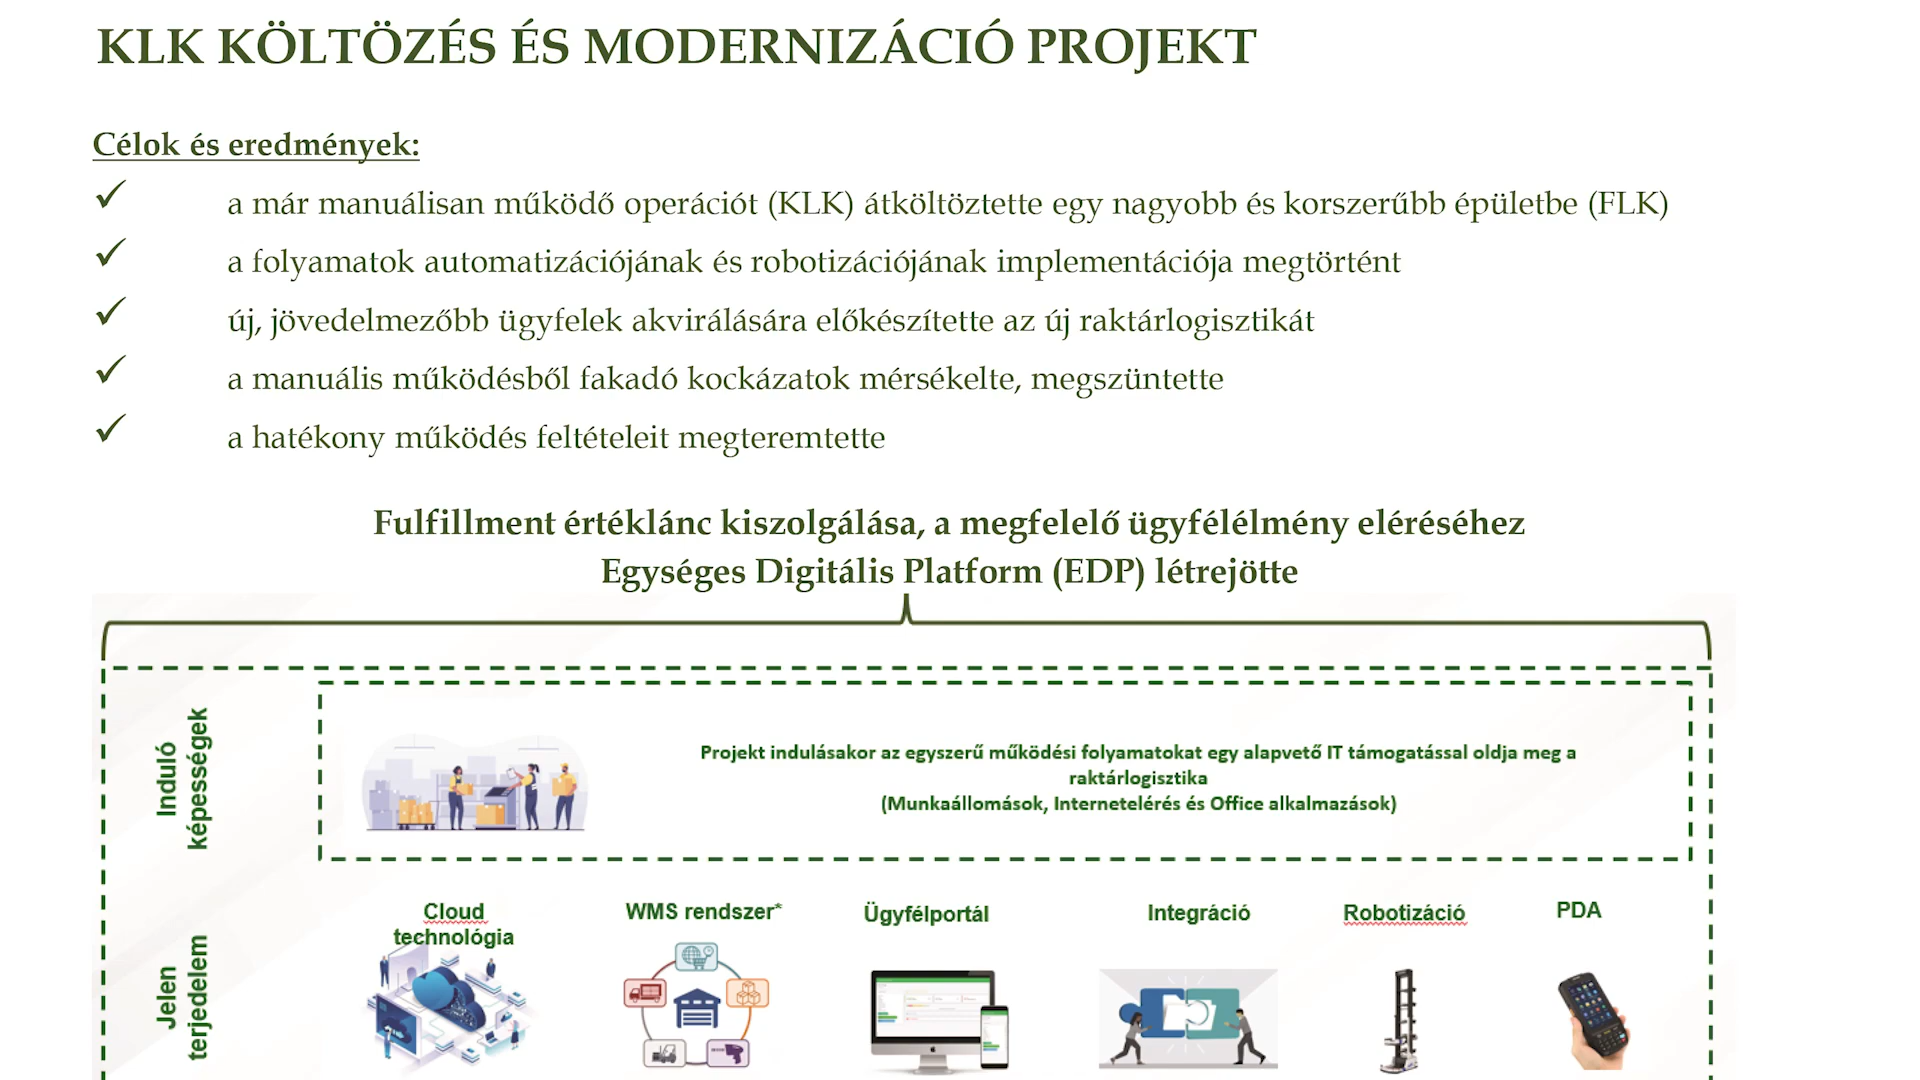 KLK KÖLTÖZÉS ÉS MODERNIZÁCIÓ PROJEKT
Célok és eredmények:
a már manuálisan működő operációt (KLK) átköltöztette egy nagyobb és korszerűbb épületbe (FLK)
a folyamatok automatizációjának és robotizációjának implementációja megtörtént
új, jövedelmezőbb ügyfelek akvirálására előkészítette az új raktárlogisztikát
a manuális működésből fakadó kockázatok mérsékelte, megszüntette
a hatékony működés feltételeit megteremtette
Fulfillment értéklánc kiszolgálása, a megfelelő ügyfélélmény eléréséhez
Egységes Digitális Platform (EDP) létrejötte
Induló
képességek
Projekt indulásakor az egyszerű működési folyamatokat egy alapvető IT támogatással oldja meg a
raktárlogisztika
(Munkaállomások, Internetelérés és Office alkalmazások)
Jelen
terjedelem
Cloud
technológia
WMS rendszer*
Ügyfélportál
Integráció
Robotizáció
PDA